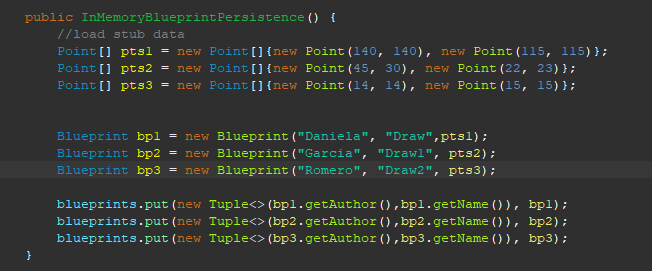 public InMemoryBlueprintPersistence() {
//load stub data
Point[] pts1 = new Point[]{new Point(140, 140), new Point(115, 115)};
Point[] pts2 = new Point[]{new Point(45, 30), new Point(22, 23)};
Point[] pts3 = new Point[]{new Point(14, 14), new Point(15, 15)};
Blueprint bp1 = new Blueprint("Daniela", "Draw",pts1);
Blueprint bp2 = new Blueprint("Garcia", "Draw1", pts2);
Blueprint bp3 = new Blueprint("Romero", "Draw2", pts3);
blueprints.put(new Tuple<>(bp1.getAuthor(),bp1.getName()), bp1);
blueprints.put(new Tuple<>(bp2.getAuthor(),bp2.getName()), bp2);
blueprints.put(new Tuple<>(bp3.getAuthor(),bp3.getName()), bp3);
}